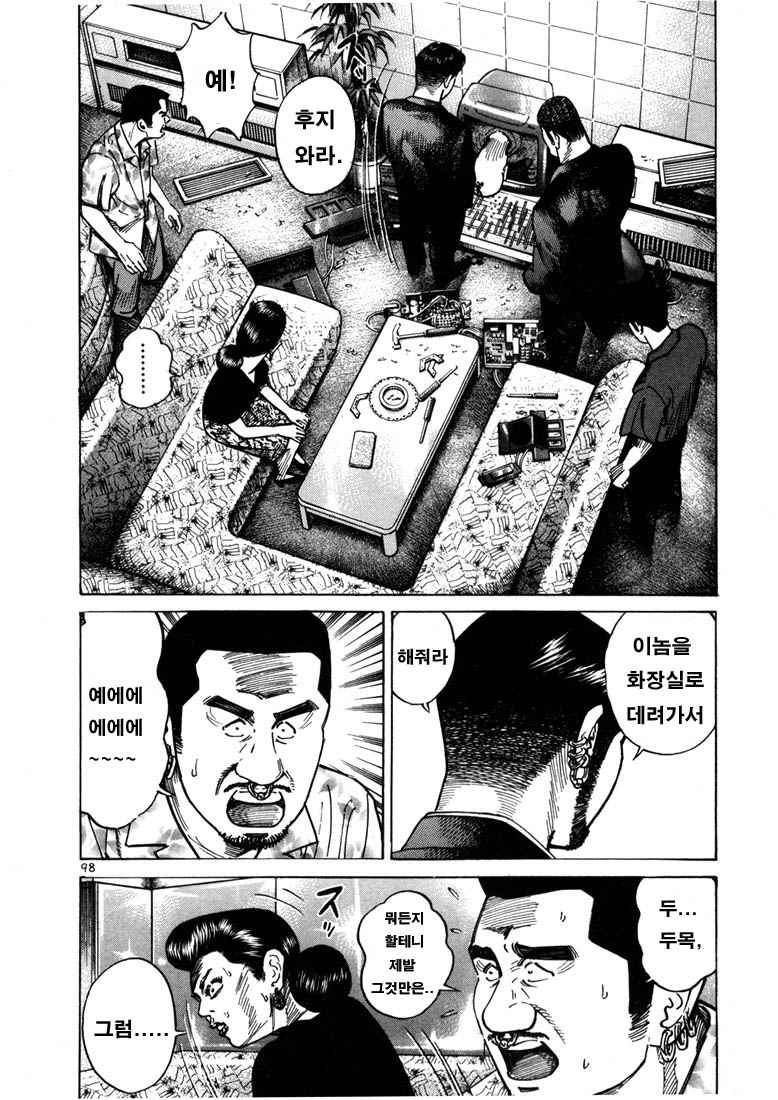 후지
와라.
예!
………
이놈을
화장실로
데려가서
해줘라
예에에
에에에
~~~~
98
두...
두목,
뭐든지
할테니
제발
그것만은..
スッ
그럼.....